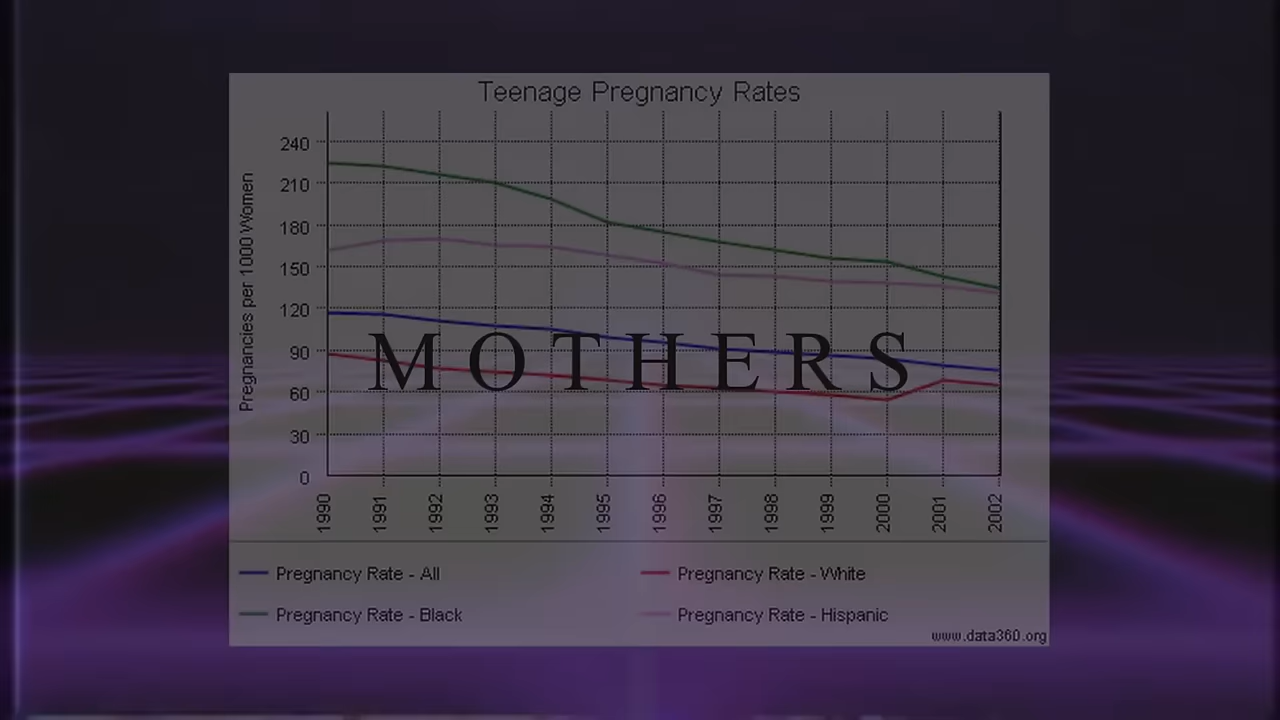 Teenage Pregnancy Rates
Pregnancies per 1000 Women
240
210
180
150
120
90
60
30
0
MOTHERS
1990 1991 1992 1993 1994 1995 1996 1997 1998 1999 2000 2001 2002
Pregnancy Rate - All
Pregnancy Rate - White
Pregnancy Rate - Black
Pregnancy Rate - Hispanic
www.data360.org